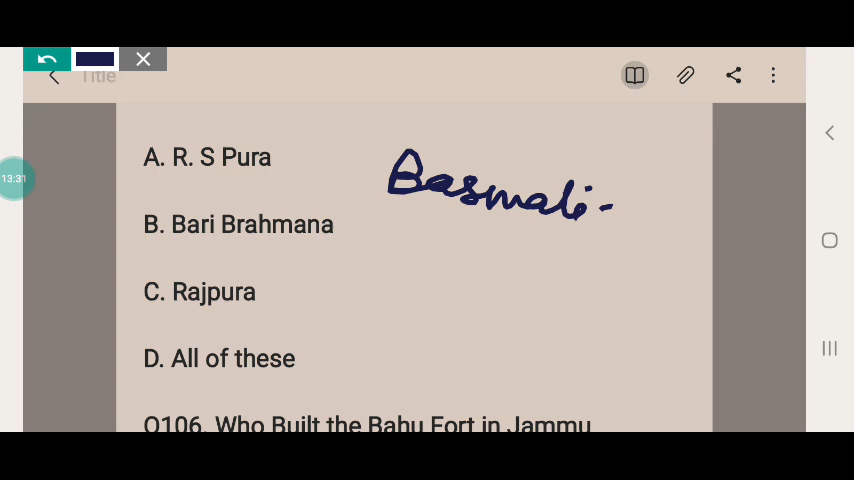 Title
13:31
A. R. S Pura
Basmati -
B. Bari Brahmana
C. Rajpura
D. All of these
Q106. Who Built the Bahu Fort in Jammu